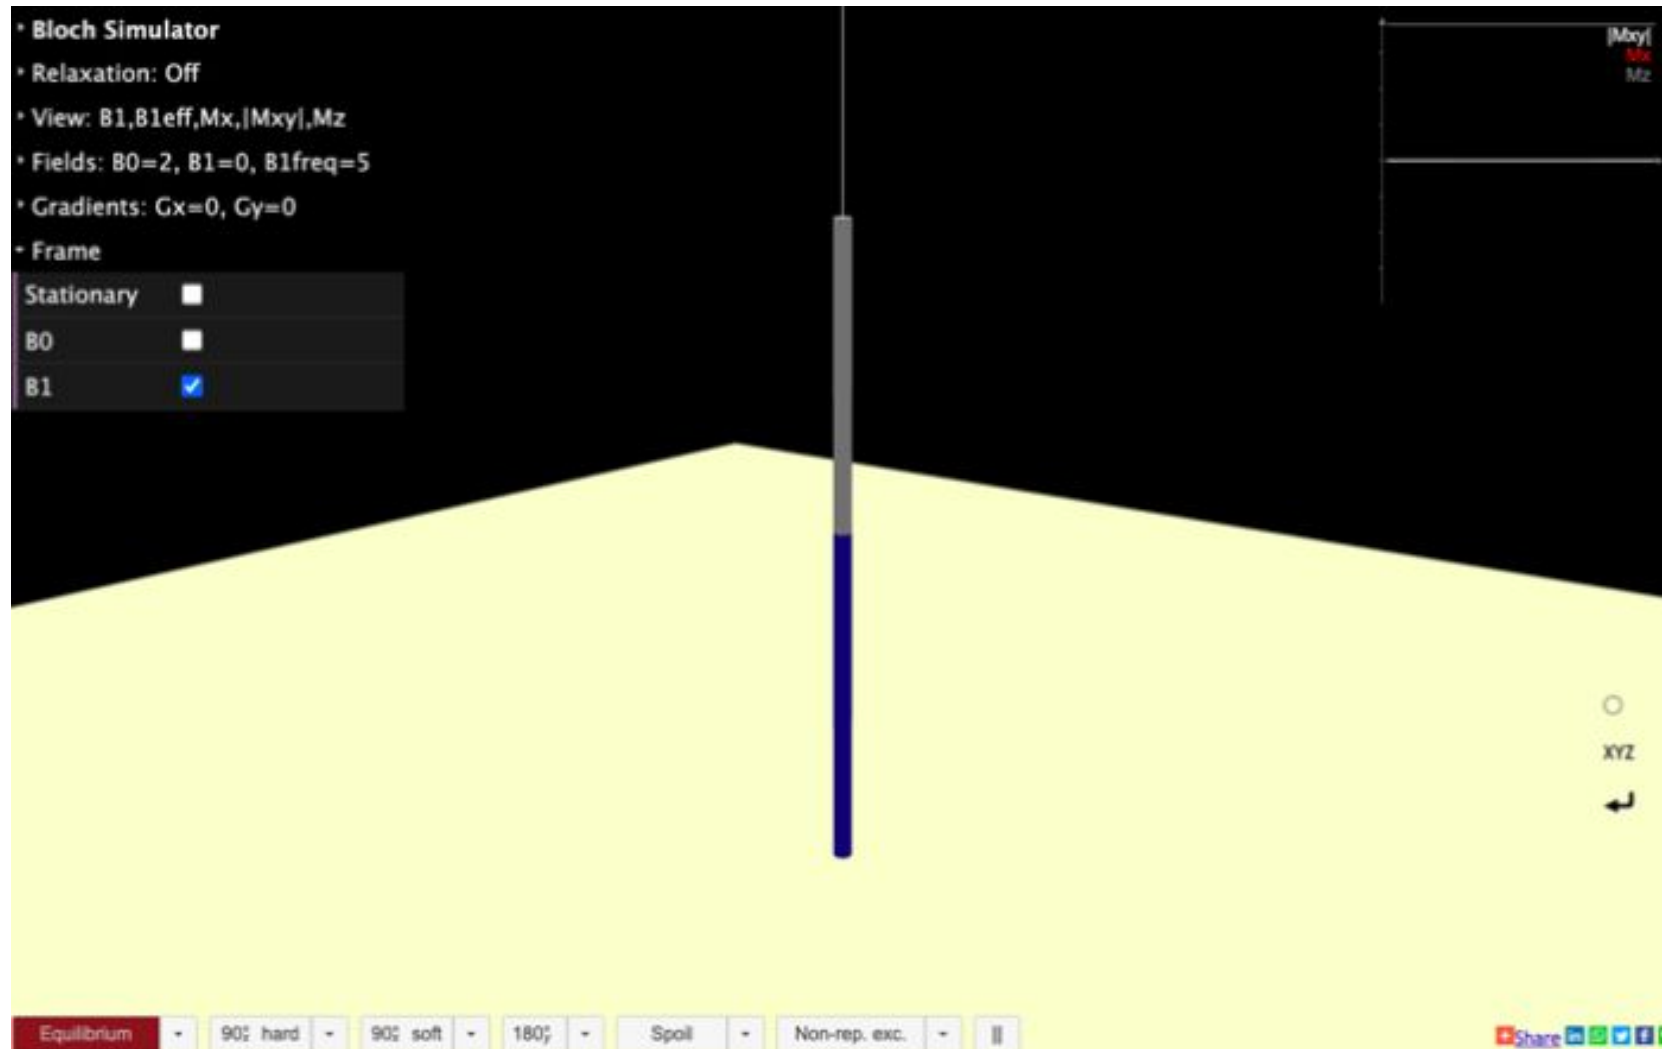 Bloch Simulator
Relaxation: Off
View: B1,B1eff,Mx,|Mxy|,Mz
Fields: B0=2, B1=0, B1freq=5
Gradients: Gx=0, Gy=0
Frame
Stationary
B0
B1
|Mxy|
Mx
Mz
XYZ
Equilibrium 90 hard 90 soft 180 Spoil Non-rep. exc. || Share